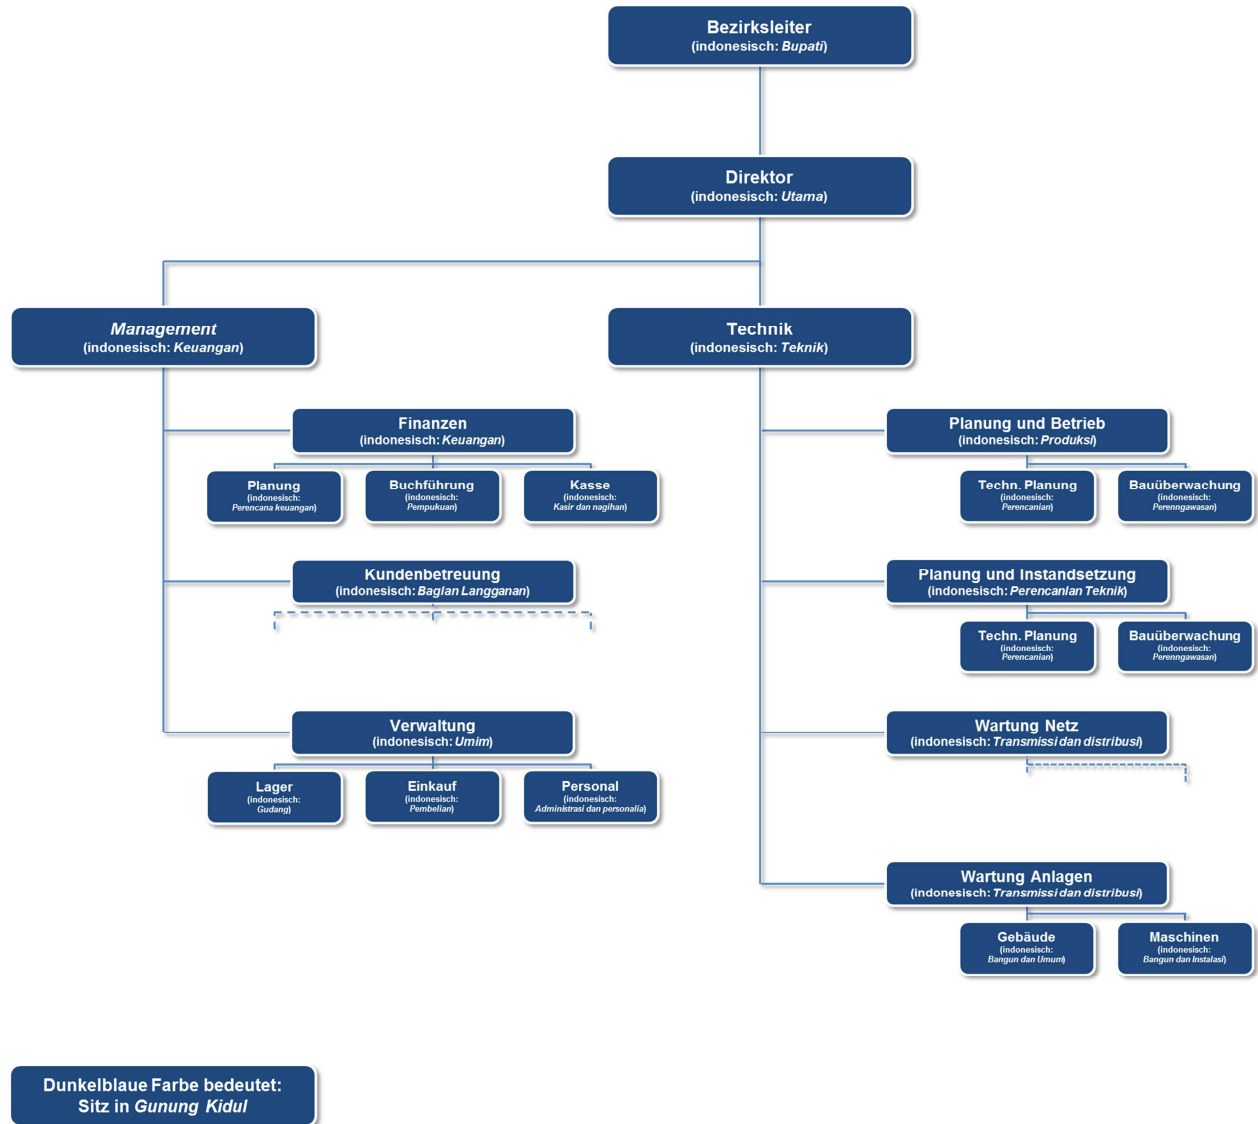 Bezirksleiter
(indonesisch: Bupati)
Direktor
(indonesisch: Utama)
Management
(indonesisch: Keuangan)
Technik
(indonesisch: Teknik)
Finanzen
(indonesisch: Keuangan)
Planung
(indonesisch:
Perencana keuangan)
Buchführung
(indonesisch:
Pempukuan)
Kasse
(indonesisch:
Kasir dan nagihan)
Kundenbetreuung
(indonesisch: Baglan Langganan)
Verwaltung
(indonesisch: Umim)
Lager
(indonesisch:
Gudang)
Einkauf
(indonesisch:
Pembelian)
Personal
(indonesisch:
Administrasi dan personalia)
Planung und Betrieb
(indonesisch: Produksi)
Techn. Planung
(indonesisch:
Perencanian)
Bauüberwachung
(indonesisch:
Perenngawasan)
Planung und Instandsetzung
(indonesisch: Perencanlan Teknik)
Techn. Planung
(indonesisch:
Perencanian)
Bauüberwachung
(indonesisch:
Perenngawasan)
Wartung Netz
(indonesisch: Transmissi dan distribusi)
Wartung Anlagen
(indonesisch: Transmissi dan distribusi)
Gebäude
(indonesisch:
Bangun dan Umum)
Maschinen
(indonesisch:
Bangun dan Instalasi)
Dunkelblaue Farbe bedeutet:
Sitz in Gunung Kidul